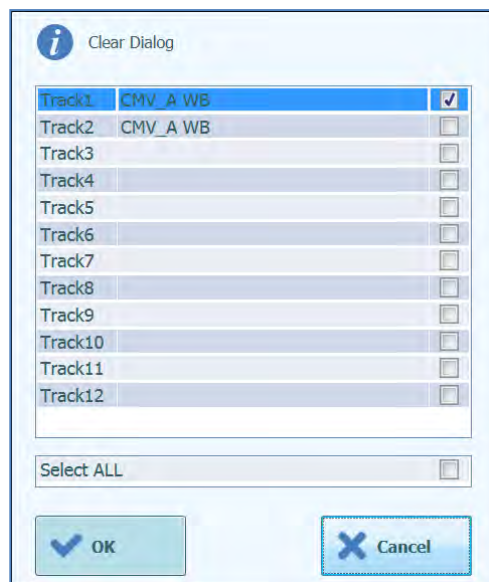 Clear Dialog
Track1 CMV_A WB
Track2 CMV_A WB
Track3
Track4
Track5
Track6
Track7
Track8
Track9
Track10
Track11
Track12
Select ALL
OK Cancel